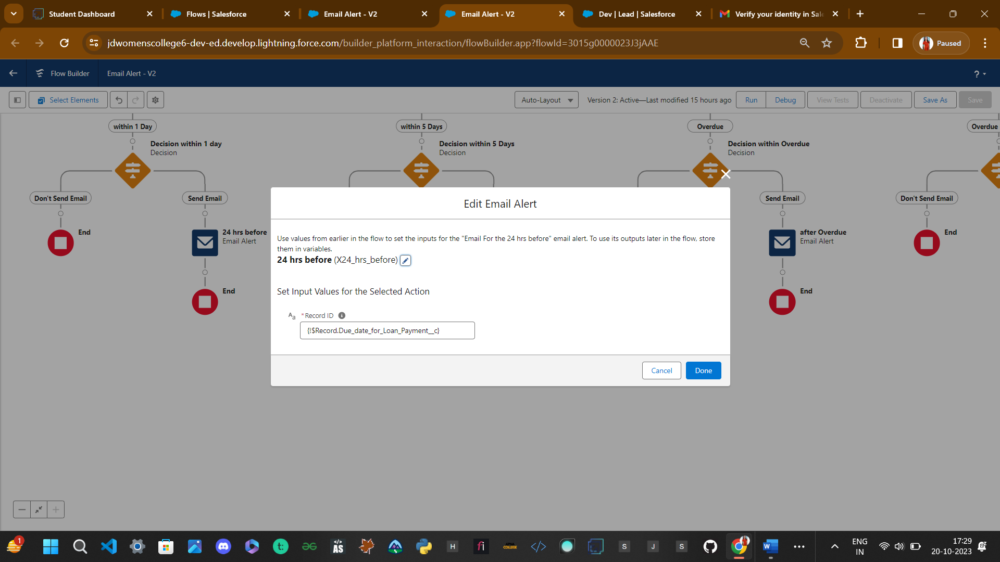 Student Dashboard
Flows | Salesforce
Email Alert - V2
Email Alert - V2
Dev | Lead | Salesforce
Verify your identity in Sale
jdwomenscollege6-dev-ed.develop.lightning.force.com/builder_platform_interaction/flowBuilder.app?flowId=3015g0000023J3jAAE
Paused
Flow Builder
Email Alert - V2
?
Select Elements
Auto-Layout
Version 2: Active—Last modified 15 hours ago
Run
Debug
View Tests
Deactivate
Save As
Save
within 1 Day
within 5 Days
Overdue
Overdue
Decision within 1 day
Decision
Decision within 5 Days
Decision
Decision within Overdue
Decision
Don't Send Email
Send Email
Send Email
Don't Send Email
End
24 hrs before
Email Alert
after Overdue
Email Alert
End
End
End
Edit Email Alert
Use values from earlier in the flow to set the inputs for the "Email For the 24 hrs before" email alert. To use its outputs later in the flow, store
them in variables.
24 hrs before (X24_hrs_before)
Set Input Values for the Selected Action
Aa *Record ID
{!$Record.Due_date_for_Loan_Payment__c}
Cancel
Done
1
t:
</> AS
H
fi
APNA COLLEGE
</>
S
J
S
W
ENG
IN
17:29
20-10-2023